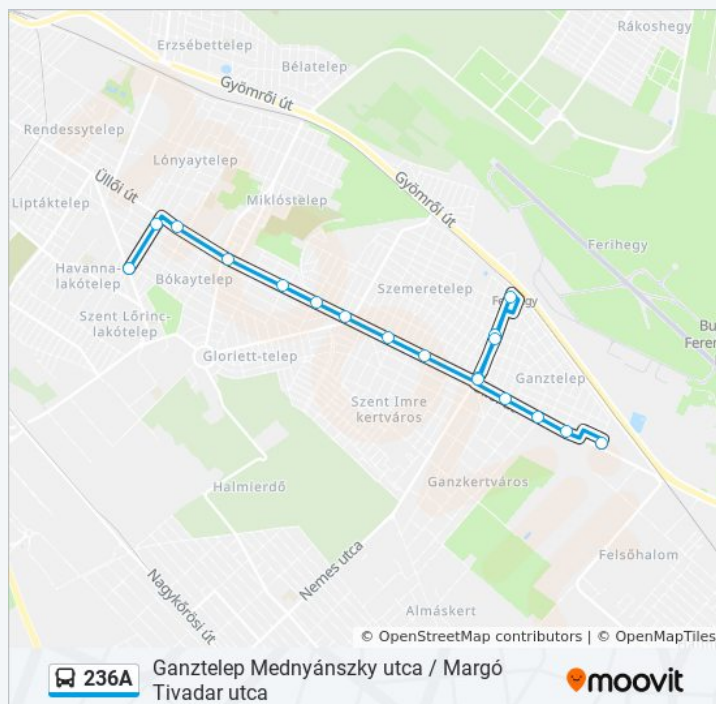 Rákoshegy
Erzsébettelep
Bélatelep
Gyömrői út
Rendessytelep
Lónyaytelep
Üllői út
Gyömrői út
Miklóstelep
Liptáktelep
Ferihegy
Havanna-
lakótelep
Bókaytelep
Szemeretelep
Szent Lőrinc-
lakótelep
Bu
Feren
Gloriett-telep
Ganztelep
Szent Imre
kertváros
Halmierdő
Ganzkertváros
Nemes utca
Felsőhalom
Nagykőrösi út
Almáskert
© OpenStreetMap contributors | © OpenMapTiles
236A
Ganztelep Mednyánszky utca / Margó
Tivadar utca
moovit